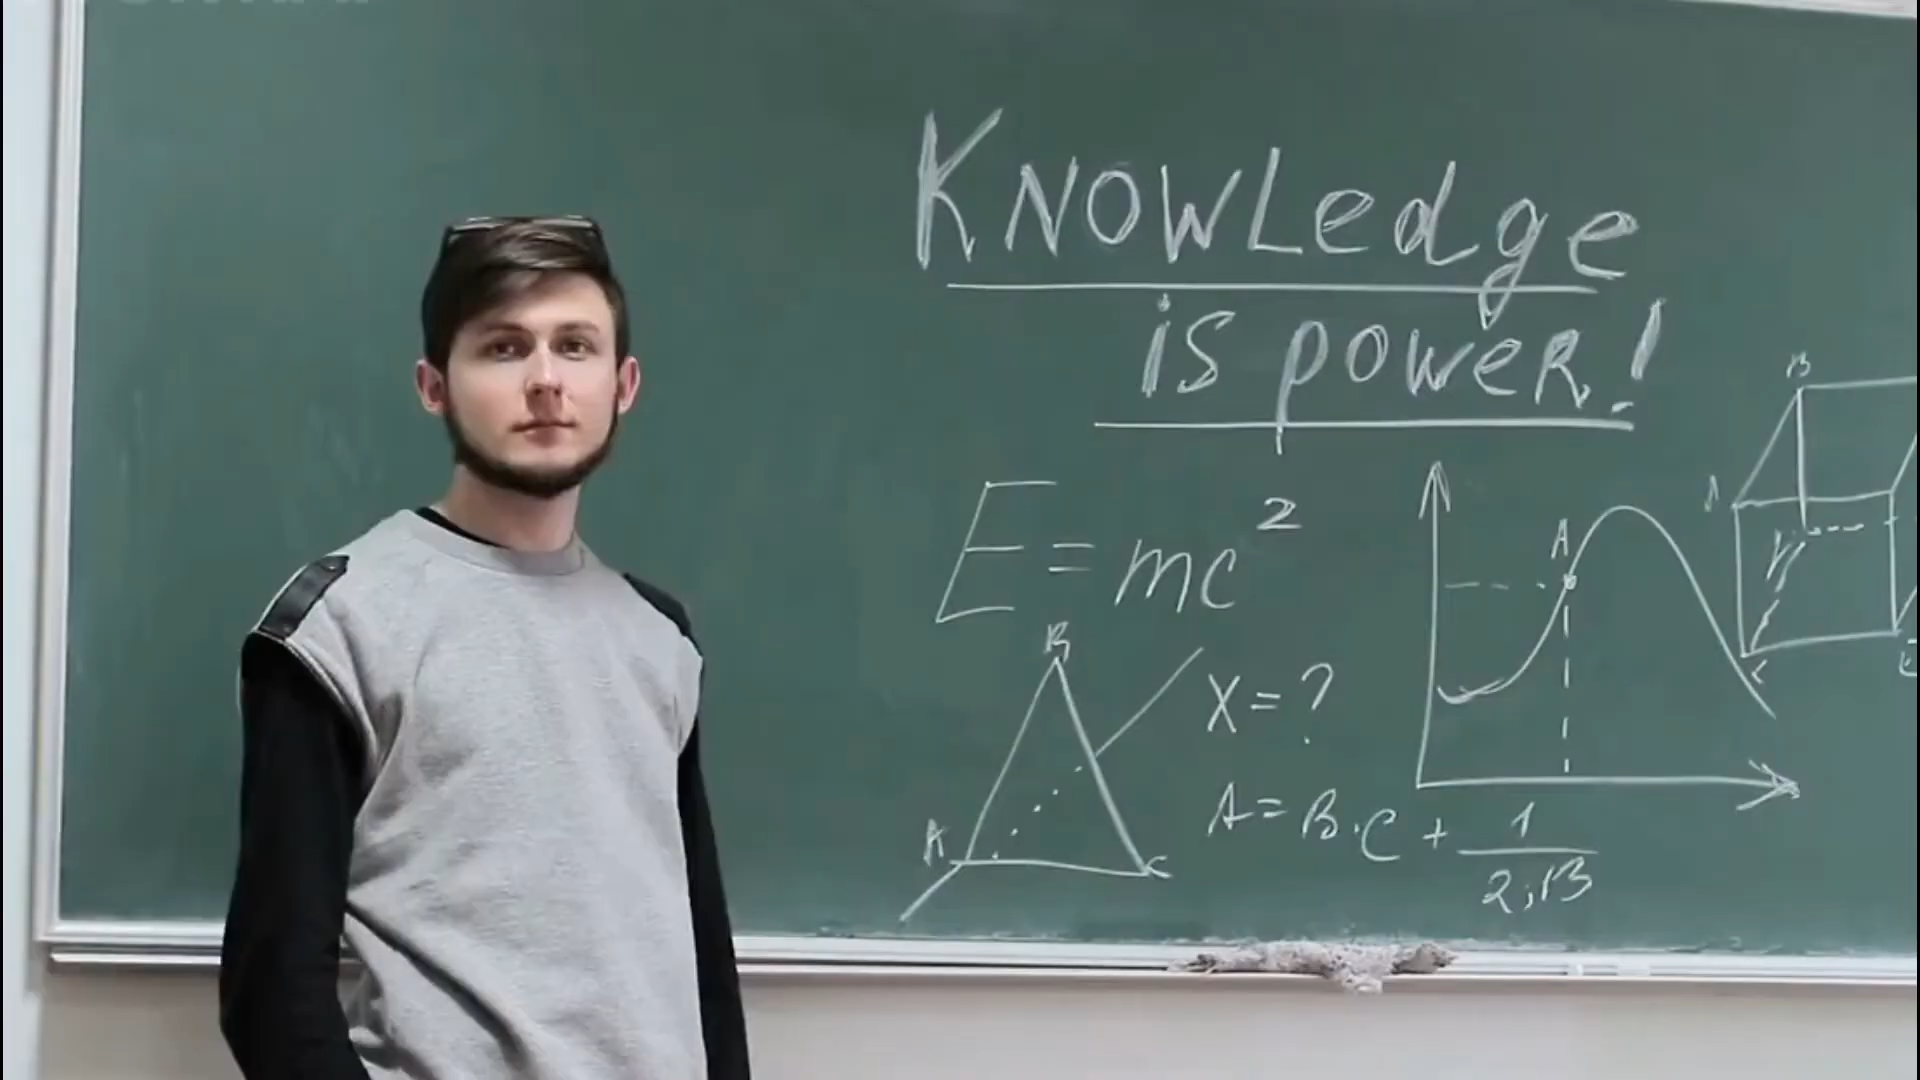 Knowledge
is power!
E = mc²
B
X = ?
A
C
A = B · C + 1/2,13
A
B
A